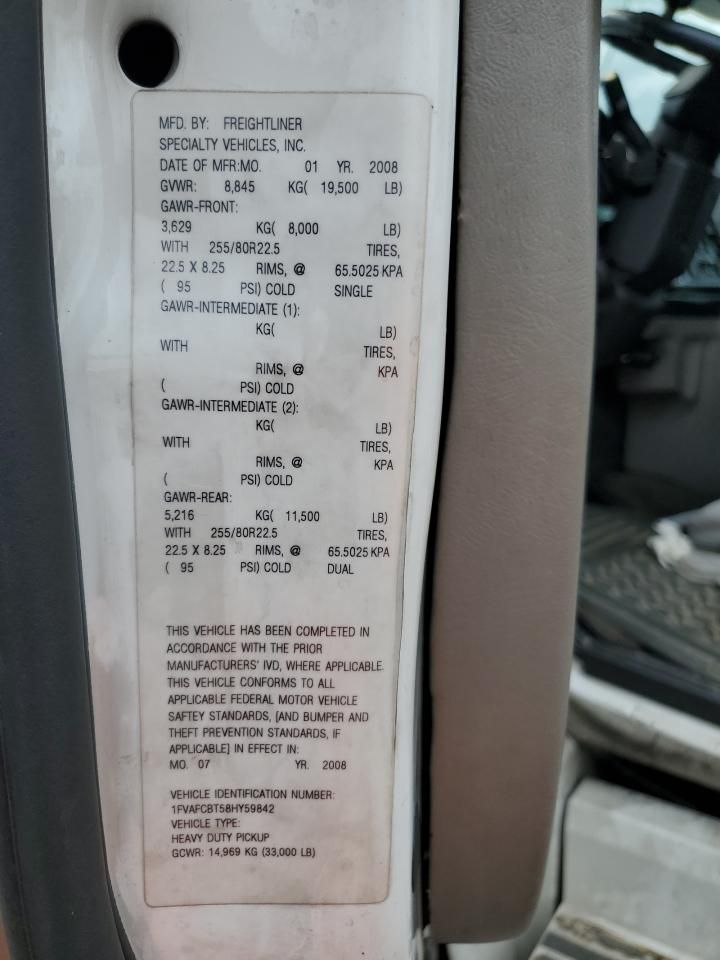 MFD. BY: FREIGHTLINER
SPECIALTY VEHICLES, INC.
DATE OF MFR:MO. 01 YR. 2008
GVWR: 8,845 KG( 19,500 LB)
GAWR-FRONT:
3,629 KG( 8,000 LB)
WITH 255/80R22.5 TIRES,
22.5 X 8.25 RIMS, @ 65.5025 KPA
( 95 PSI) COLD SINGLE
GAWR-INTERMEDIATE (1):
KG( LB)
WITH TIRES,
RIMS, @ KPA
( PSI) COLD
GAWR-INTERMEDIATE (2):
KG( LB)
WITH TIRES,
RIMS, @ KPA
( PSI) COLD
GAWR-REAR:
5,216 KG( 11,500 LB)
WITH 255/80R22.5 TIRES,
22.5 X 8.25 RIMS, @ 65.5025 KPA
( 95 PSI) COLD DUAL
THIS VEHICLE HAS BEEN COMPLETED IN
ACCORDANCE WITH THE PRIOR
MANUFACTURERS' IVD, WHERE APPLICABLE.
THIS VEHICLE CONFORMS TO ALL
APPLICABLE FEDERAL MOTOR VEHICLE
SAFTEY STANDARDS, [AND BUMPER AND
THEFT PREVENTION STANDARDS, IF
APPLICABLE] IN EFFECT IN:
MO. 07 YR. 2008
VEHICLE IDENTIFICATION NUMBER:
1FVAFCBT58HY59842
VEHICLE TYPE:
HEAVY DUTY PICKUP
GCWR: 14,969 KG (33,000 LB)